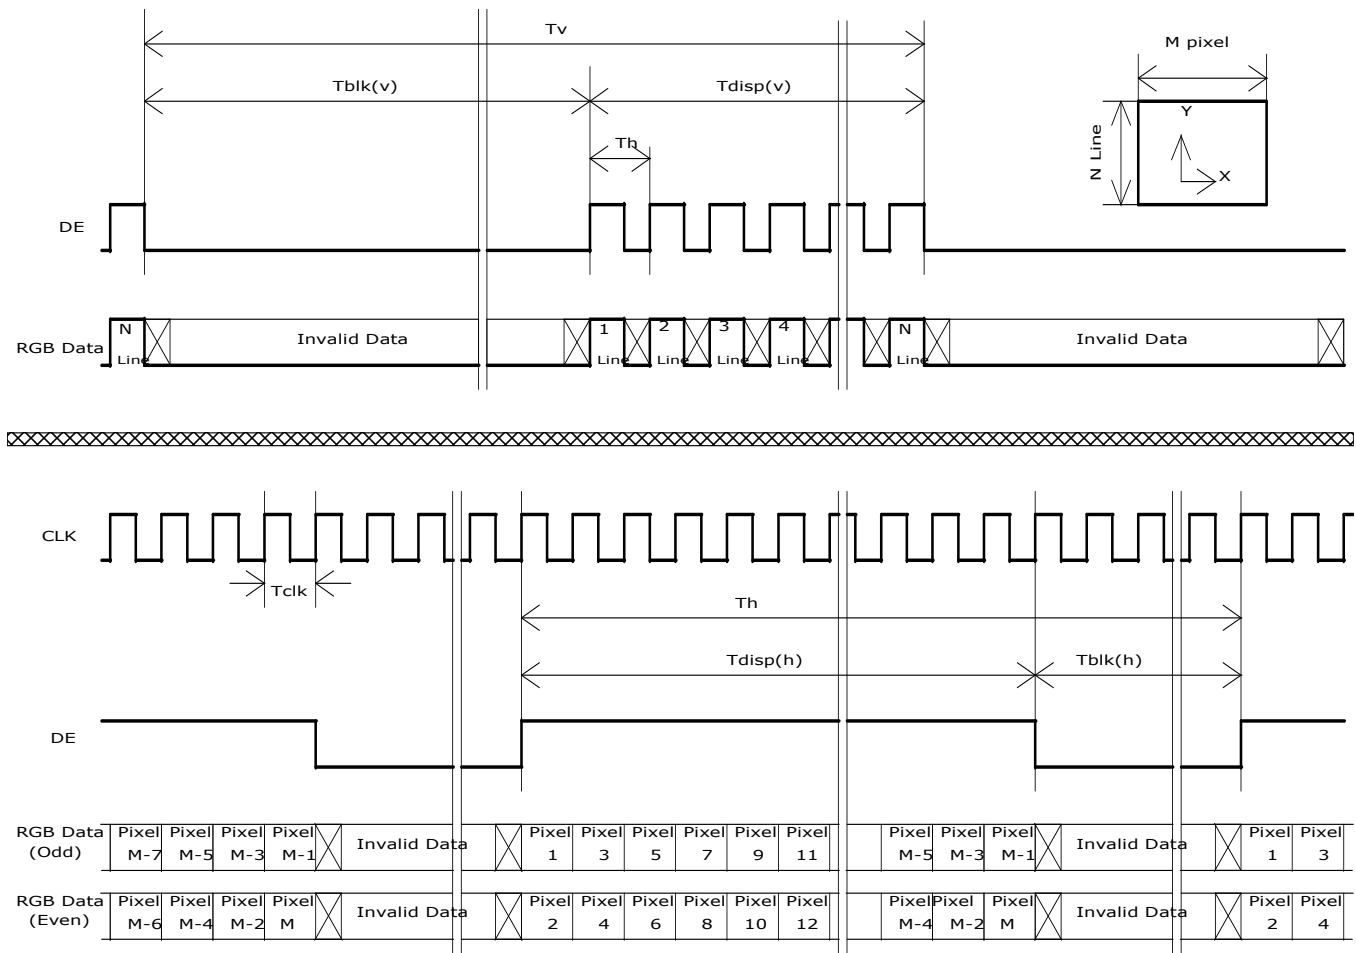 Tv
M pixel
Tblk(v) Tdisp(v)
Y
N Line
Th
X
DE
N 1 2 3 4 N
RGB Data Invalid Data Invalid Data
Line Line Line Line Line Line
CLK
Tclk
Th
Tdisp(h) Tblk(h)
DE
RGB Data Pixel Pixel Pixel Pixel Invalid Data Pixel Pixel Pixel Pixel Pixel Pixel Pixel Pixel Pixel Invalid Data Pixel Pixel
(Odd) M-7 M-5 M-3 M-1 1 3 5 7 9 11 M-5 M-3 M-1 1 3
RGB Data Pixel Pixel Pixel Pixel Invalid Data Pixel Pixel Pixel Pixel Pixel Pixel Pixel Pixel Pixel Invalid Data Pixel Pixel
(Even) M-6 M-4 M-2 M 2 4 6 8 10 12 M-4 M-2 M 2 4